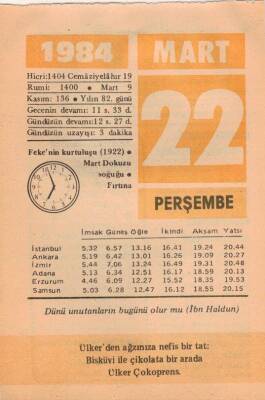 1984
MART
Hicri:1404 Cemâziyelâhır 19
Rumi: 1400 • Mart 9
Kasım: 136 • Yılın 82. günü
Gecenin devamı: 11 s. 33 d.
Gündüzün devamı:12 s. 27 d.
Gündüzün uzayışı: 3 dakika
22
Feke'nin kurtuluşu (1922) •
Mart Dokuzu
soğuğu •
Fırtına
PERŞEMBE
İmsak Güneş Öğle İkindi Akşam Yatsı
İstanbul 5,32 6,57 13,16 16,41 19,24 20,44
Ankara 5,19 6,42 13,01 16,26 19,09 20,27
İzmir 5,44 7,06 13,24 16,49 19,31 20,48
Adana 5,13 6,34 12,51 16,17 18,59 20,13
Erzurum 4,46 6,09 12,27 15,52 18,35 19,53
Samsun 5,03 6,28 12,47 16,12 18,55 20,15
Dünü unutanların bugünü olur mu (İbn Haldun)
Ülker'den ağzınıza nefis bir tat:
Bisküvi ile çikolata bir arada
Ülker Çokoprens.